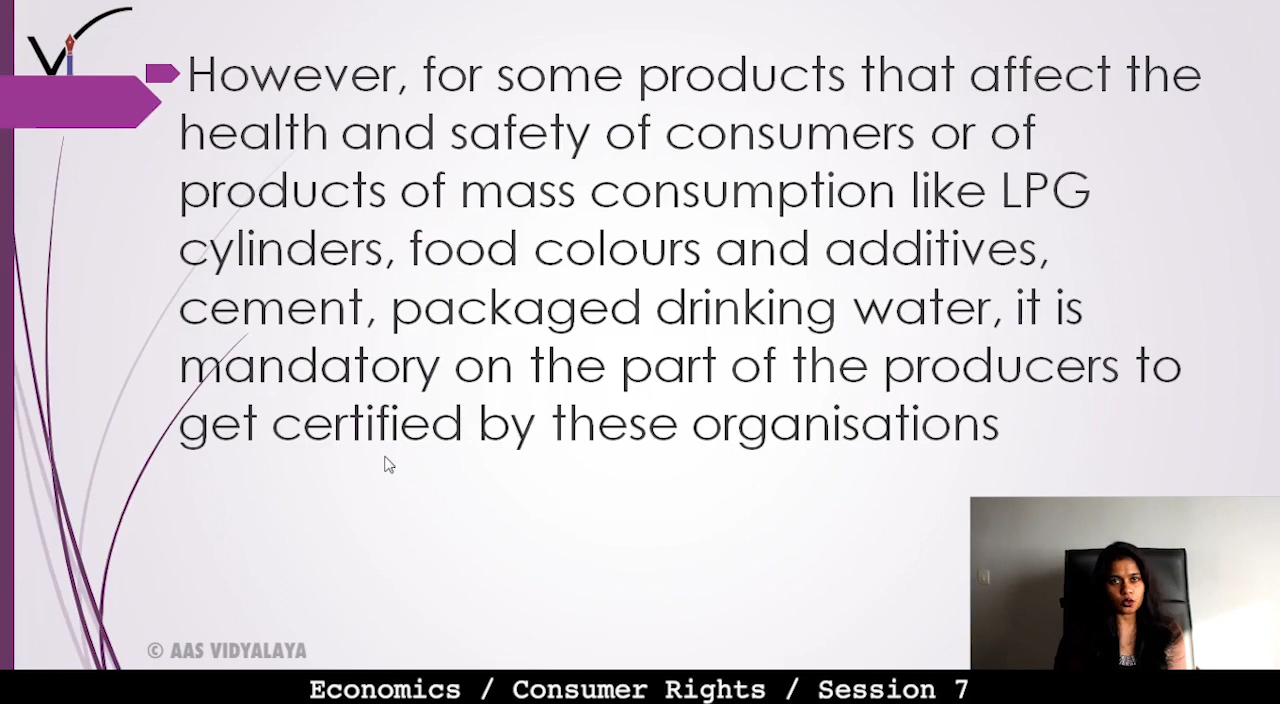 However, for some products that affect the
health and safety of consumers or of
products of mass consumption like LPG
cylinders, food colours and additives,
cement, packaged drinking water, it is
mandatory on the part of the producers to
get certified by these organisations
© AAS VIDYALAYA
Economics / Consumer Rights / Session 7